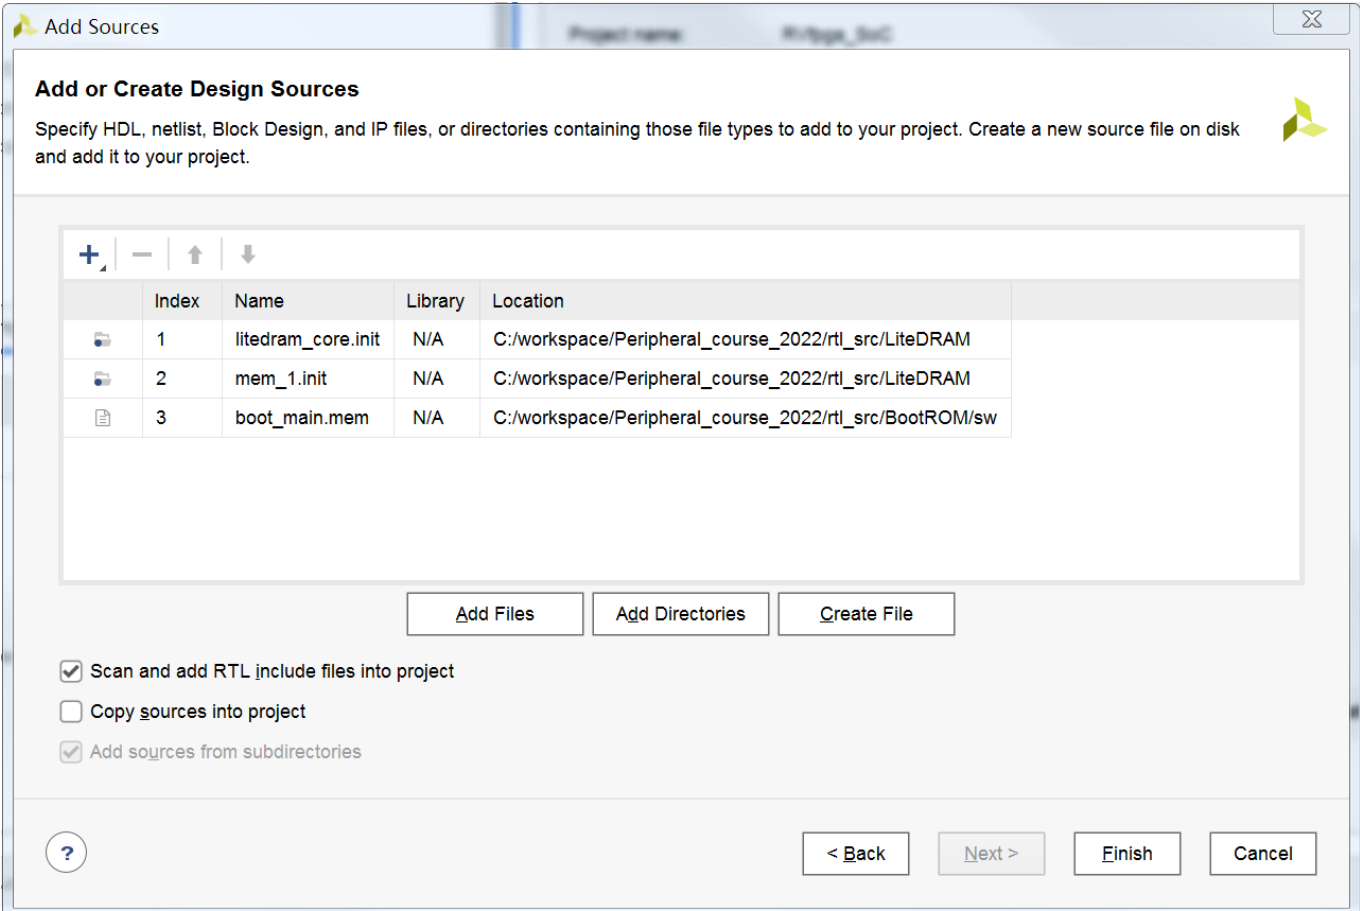 Add Sources
Project name: RVfpga_SoC
Add or Create Design Sources
Specify HDL, netlist, Block Design, and IP files, or directories containing those file types to add to your project. Create a new source file on disk
and add it to your project.
Index Name Library Location
1 litedram_core.init N/A C:/workspace/Peripheral_course_2022/rtl_src/LiteDRAM
2 mem_1.init N/A C:/workspace/Peripheral_course_2022/rtl_src/LiteDRAM
3 boot_main.mem N/A C:/workspace/Peripheral_course_2022/rtl_src/BootROM/sw
Add Files Add Directories Create File
Scan and add RTL include files into project
Copy sources into project
Add sources from subdirectories
? < Back Next > Finish Cancel